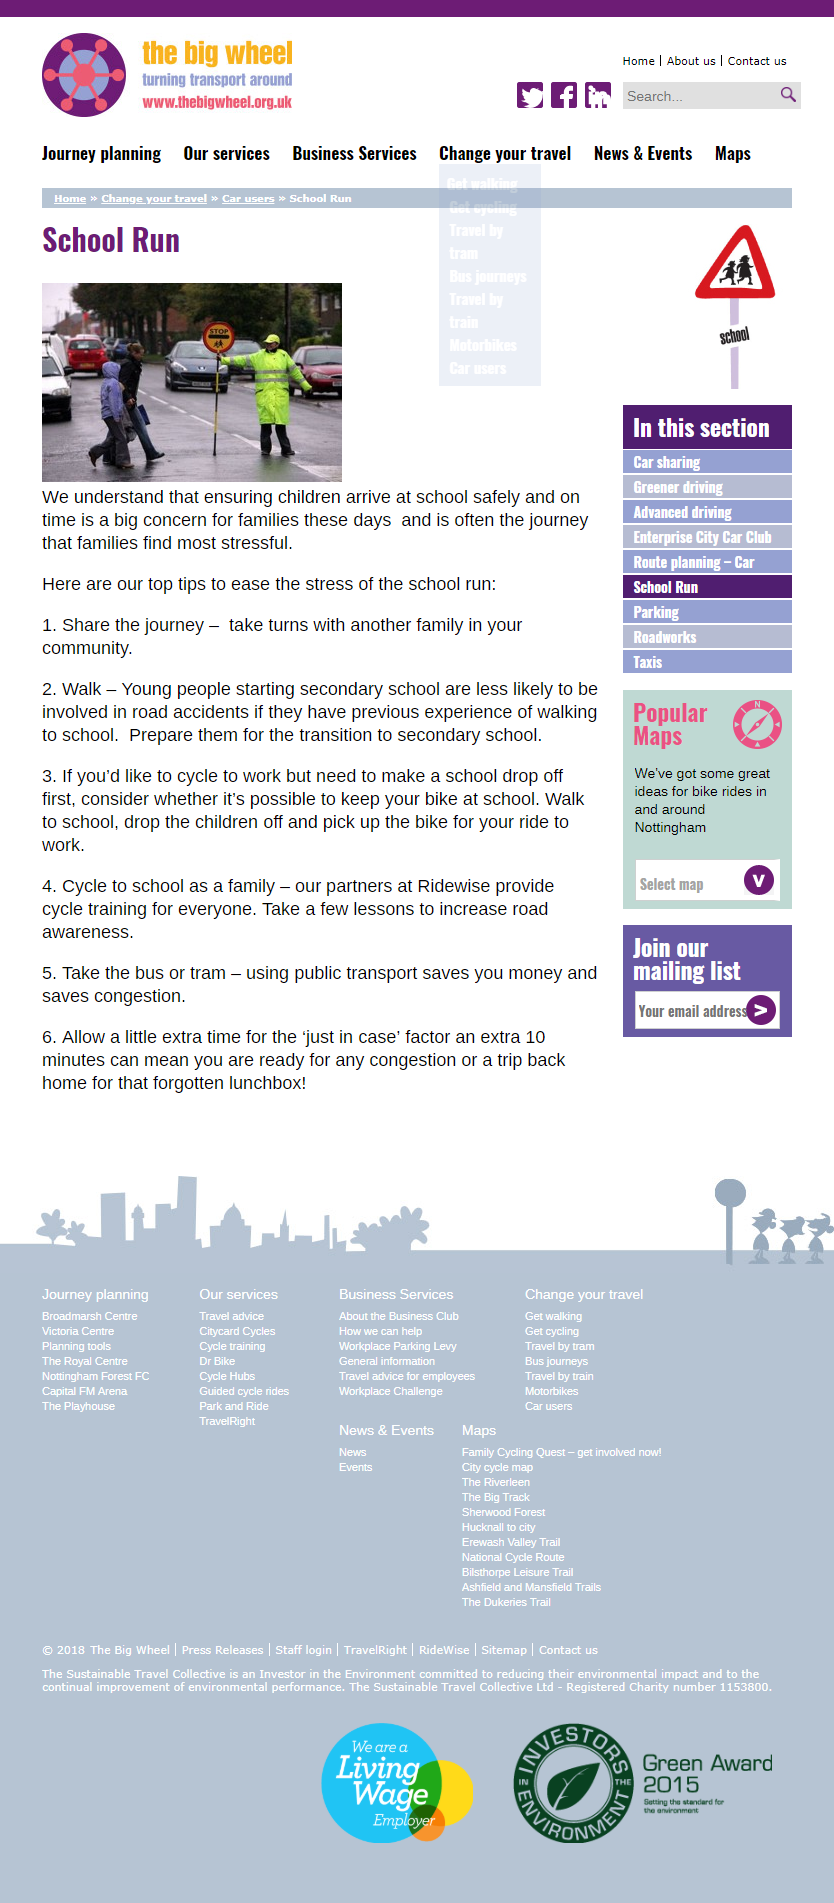 the big wheel
turning transport around
www.thebigwheel.org.uk
Home | About us | Contact us
Search...
Journey planning Our services Business Services Change your travel News & Events Maps
Get walking
Get cycling
Travel by
tram
Bus journeys
Travel by
train
Motorbikes
Car users
Home » Change your travel » Car users » School Run
School Run
STOP
school
We understand that ensuring children arrive at school safely and on
time is a big concern for families these days  and is often the journey
that families find most stressful.
Here are our top tips to ease the stress of the school run:
1. Share the journey –  take turns with another family in your
community.
2. Walk – Young people starting secondary school are less likely to be
involved in road accidents if they have previous experience of walking
to school.  Prepare them for the transition to secondary school.
3. If you’d like to cycle to work but need to make a school drop off
first, consider whether it’s possible to keep your bike at school. Walk
to school, drop the children off and pick up the bike for your ride to
work.
4. Cycle to school as a family – our partners at Ridewise provide
cycle training for everyone. Take a few lessons to increase road
awareness.
5. Take the bus or tram – using public transport saves you money and
saves congestion.
6. Allow a little extra time for the ‘just in case’ factor an extra 10
minutes can mean you are ready for any congestion or a trip back
home for that forgotten lunchbox!
In this section
Car sharing
Greener driving
Advanced driving
Enterprise City Car Club
Route planning – Car
School Run
Parking
Roadworks
Taxis
Popular
Maps
We’ve got some great
ideas for bike rides in
and around
Nottingham
Select map
Join our
mailing list
Your email address
Journey planning
Broadmarsh Centre
Victoria Centre
Planning tools
The Royal Centre
Nottingham Forest FC
Capital FM Arena
The Playhouse
Our services
Travel advice
Citycard Cycles
Cycle training
Dr Bike
Cycle Hubs
Guided cycle rides
Park and Ride
TravelRight
Business Services
About the Business Club
How we can help
Workplace Parking Levy
General information
Travel advice for employees
Workplace Challenge
Change your travel
Get walking
Get cycling
Travel by tram
Bus journeys
Travel by train
Motorbikes
Car users
News & Events
News
Events
Maps
Family Cycling Quest – get involved now!
City cycle map
The Riverleen
The Big Track
Sherwood Forest
Hucknall to city
Erewash Valley Trail
National Cycle Route
Bilsthorpe Leisure Trail
Ashfield and Mansfield Trails
The Dukeries Trail
© 2018 The Big Wheel | Press Releases | Staff login | TravelRight | RideWise | Sitemap | Contact us
The Sustainable Travel Collective is an Investor in the Environment committed to reducing their environmental impact and to the
continual improvement of environmental performance. The Sustainable Travel Collective Ltd - Registered Charity number 1153800.
We are a
Living
Wage
Employer
INVESTORS
IN THE
ENVIRONMENT
Green Award
2015
Setting the standard for
the environment